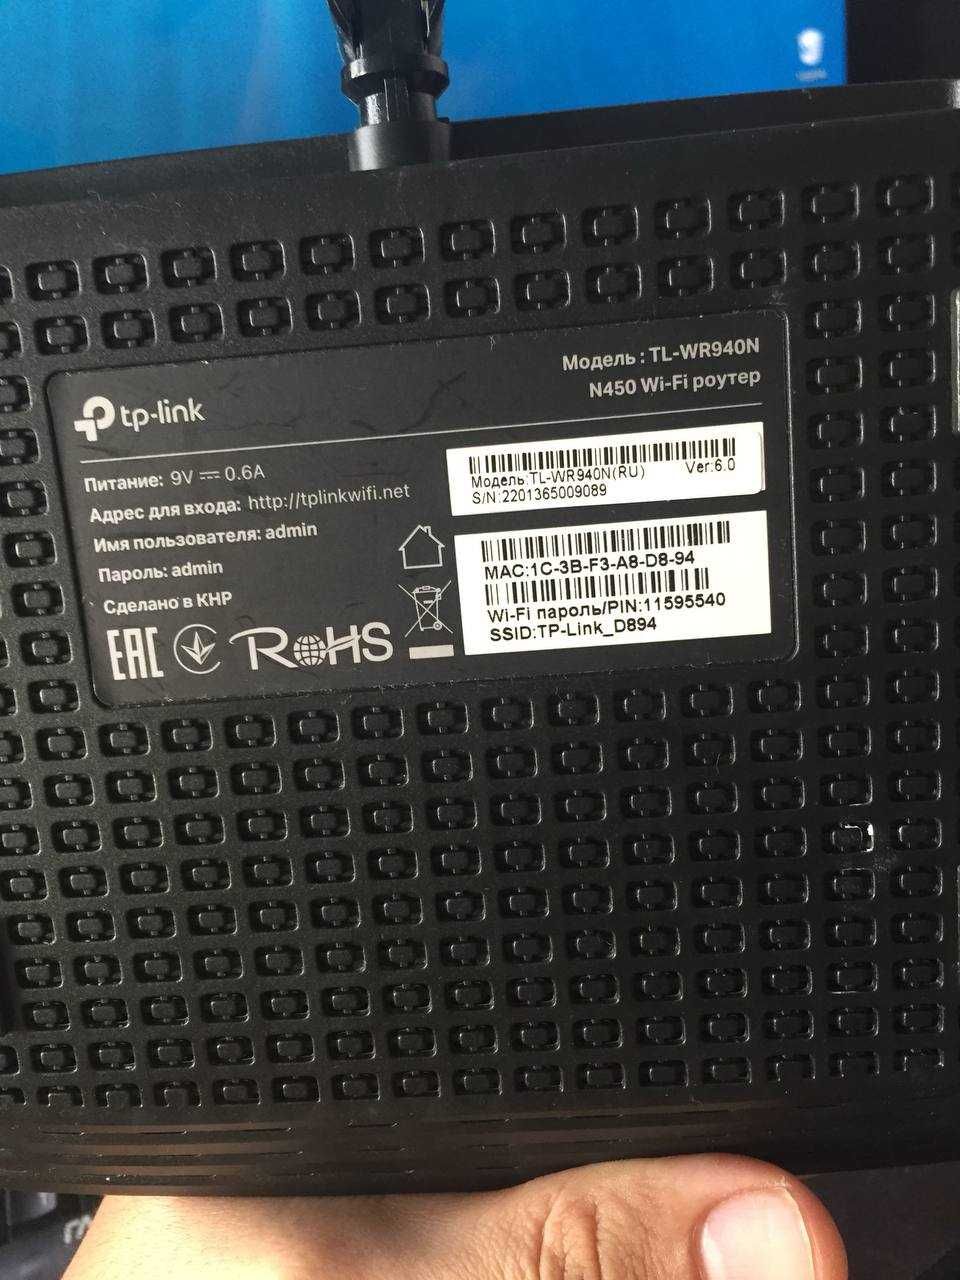 Модель : TL-WR940N
N450 Wi-Fi роутер
tp-link
Питание: 9V ⎓ 0.6A
Адрес для входа: http://tplinkwifi.net
Имя пользователя: admin
Пароль: admin
Сделано в КНР
EAC RoHS
Модель:TL-WR940N(RU) Ver:6.0
S/N:2201365009089
MAC:1C-3B-F3-A8-D8-94
Wi-Fi пароль/PIN:11595540
SSID:TP-Link_D894